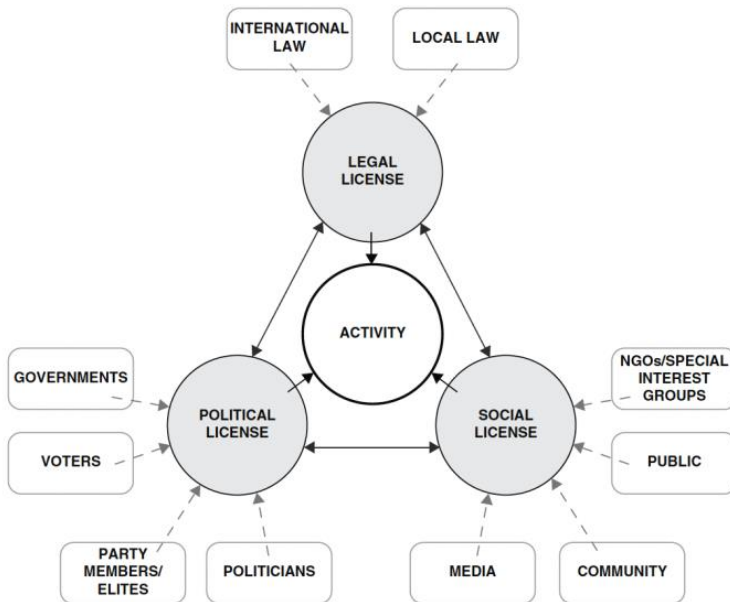 INTERNATIONAL
LAW
LOCAL LAW
LEGAL
LICENSE
ACTIVITY
GOVERNMENTS
POLITICAL
LICENSE
SOCIAL
LICENSE
NGOs/SPECIAL
INTEREST
GROUPS
VOTERS
PUBLIC
PARTY
MEMBERS/
ELITES
POLITICIANS
MEDIA
COMMUNITY